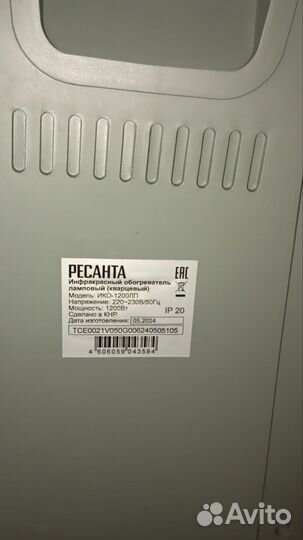 РЕСАНТА
EAC
Инфракрасный обогреватель
ламповый (кварцевый)
Модель: ИКО-1200ЛП
Напряжение: 220~230В/50Гц
Мощность: 1200Вт
IP 20
Сделано в КНР.
Дата изготовления: 05.2024
TCE0021V050G006240505105
4 606059 043584
Avito